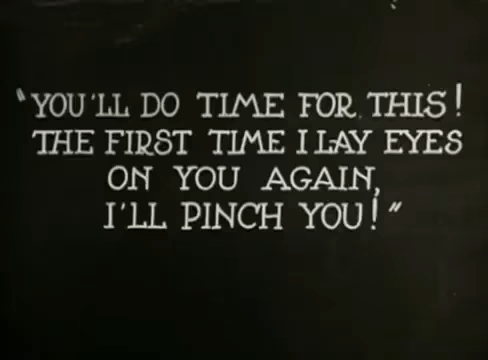 "YOU'LL DO TIME FOR THIS!
THE FIRST TIME I LAY EYES
ON YOU AGAIN,
I'LL PINCH YOU!"